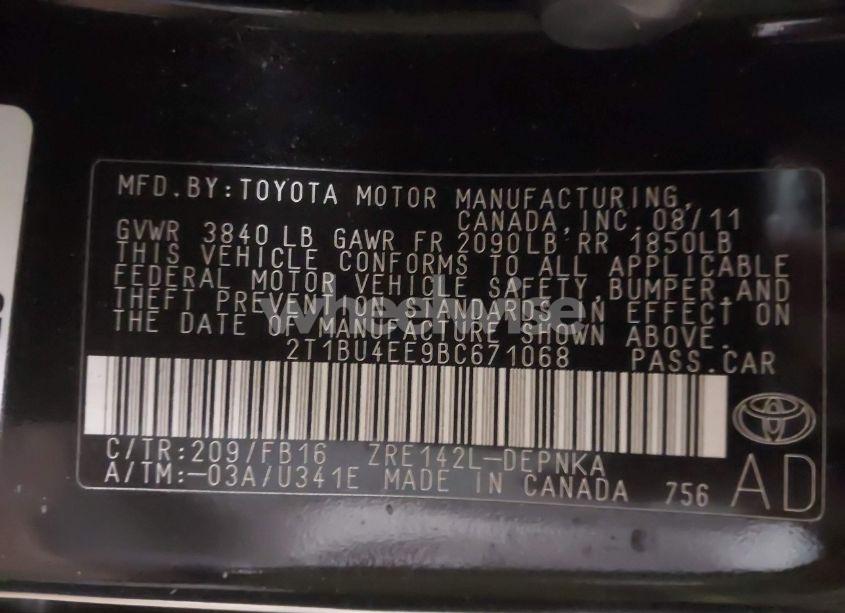 MFD.BY:TOYOTA MOTOR MANUFACTURING,
CANADA,INC. 08/11
GVWR 3840 LB GAWR FR 2090LB RR 1850LB
THIS VEHICLE CONFORMS TO ALL APPLICABLE
FEDERAL MOTOR VEHICLE SAFETY,BUMPER,AND
THEFT PREVENTION STANDARDS IN EFFECT ON
THE DATE OF MANUFACTURE SHOWN ABOVE.
2T1BU4EE9BC671068 PASS.CAR
C/TR:209/FB16 ZRE142L-DEPNKA
A/TM:-03A/U341E MADE IN CANADA 756 AD